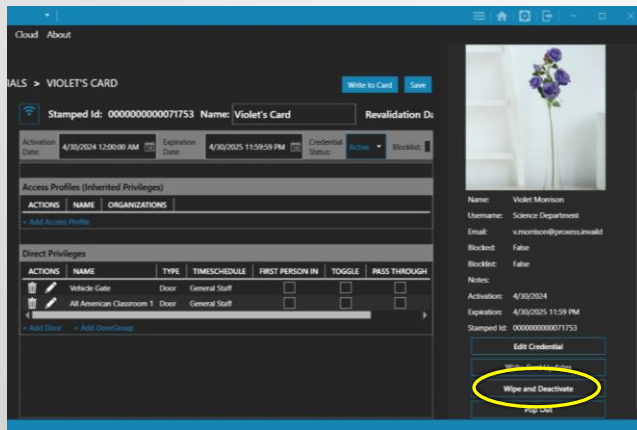 Cloud About
IALS > VIOLET'S CARD
Write to Card Save
Stamped Id: 0000000000071753 Name: Violet's Card Revalidation Da
Activation Date: 4/30/2024 12:00:00 AM Expiration Date: 4/30/2025 11:59:59 PM Credential Status: Active Blocklist:
Access Profiles (Inherited Privileges)
ACTIONS NAME ORGANIZATIONS
+ Add Access Profile
Direct Privileges
ACTIONS NAME TYPE TIMESCHEDULE FIRST PERSON IN TOGGLE PASS THROUGH
Vehicle Gate Door General Staff
All American Classroom 1 Door General Staff
+ Add Door + Add DoorGroup
Name: Violet Morrison
Username: Science Department
Email: v.morrison@proxess.invaild
Blocked: False
Blocklist: False
Notes:
Activation: 4/30/2024
Expiration: 4/30/2025 11:59 PM
Stamped Id: 0000000000071753
Edit Credential
Write Card Updates
Wipe and Deactivate
Pop Out